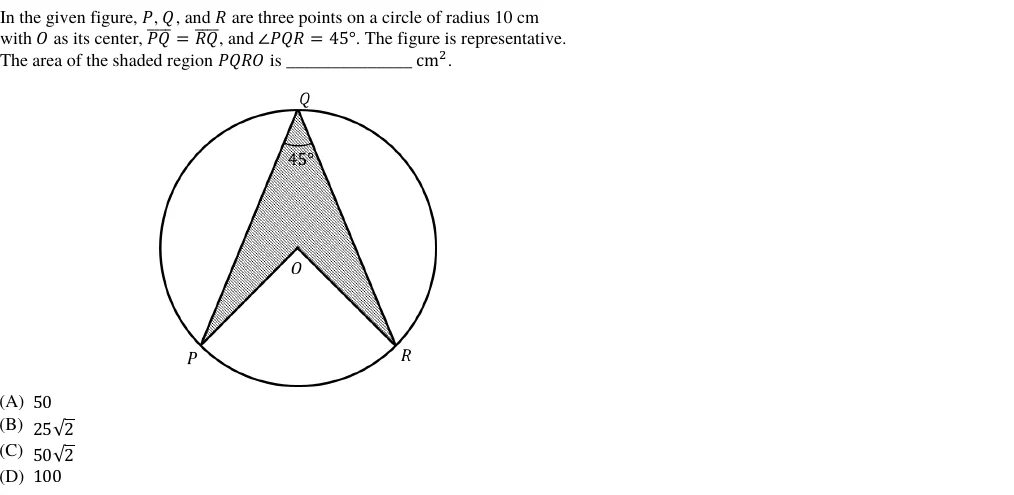 In the given figure, P, Q, and R are three points on a circle of radius 10 cm
with O as its center, \overline{PQ} = \overline{RQ}, and ∠PQR = 45°. The figure is representative.
The area of the shaded region PQRO is _______________ cm².
Q
45°
O
P
R
(A) 50
(B) 25√2
(C) 50√2
(D) 100